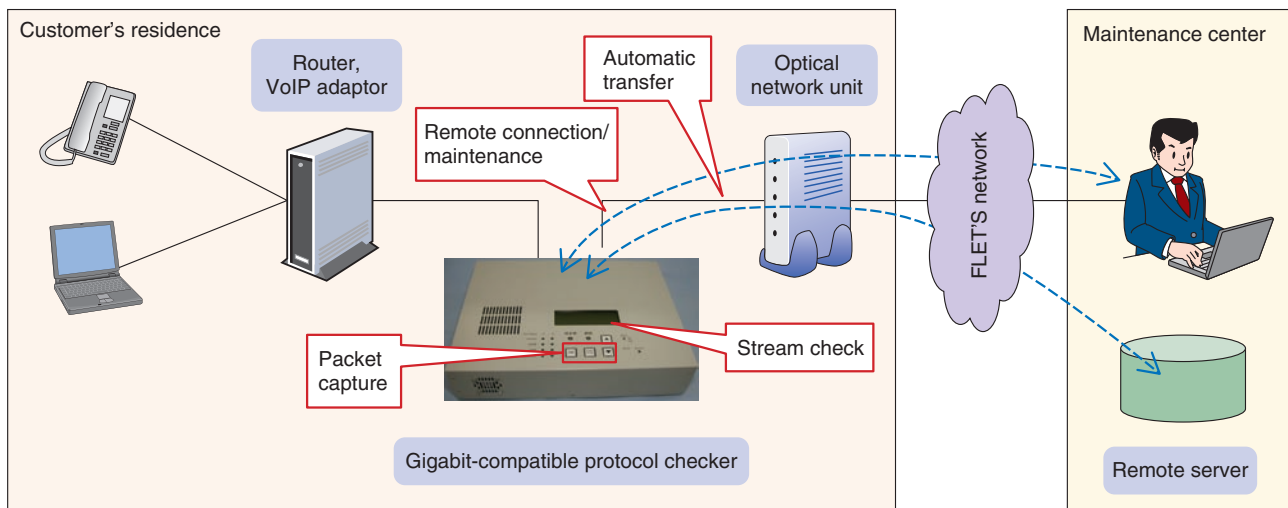 Customer's residence
Router,
VoIP adaptor
Automatic
transfer
Optical
network unit
Maintenance center
Remote connection/
maintenance
FLET'S network
Packet
capture
Stream check
Gigabit-compatible protocol checker
Remote server